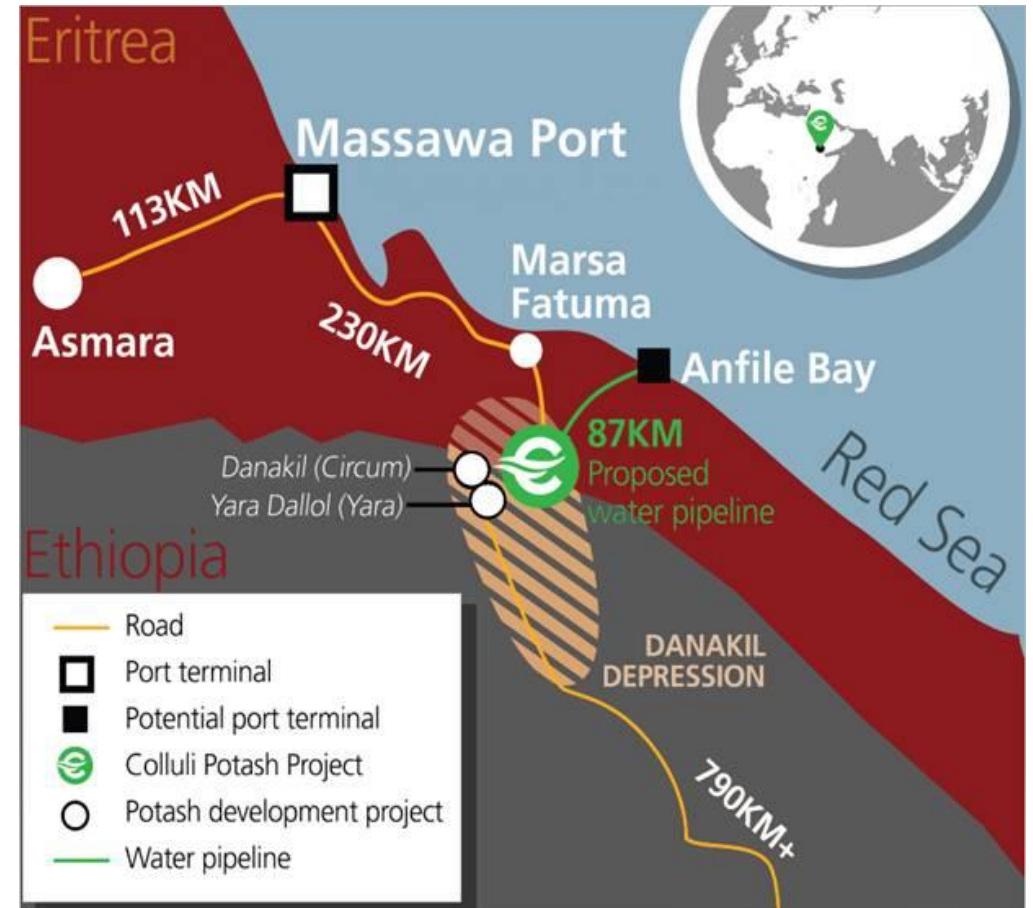 Eritrea
Massawa Port
113KM
Asmara
230KM
Marsa
Fatuma
Anfile Bay
87KM
Proposed
water pipeline
Danakil (Circum)
Yara Dallol (Yara)
Red Sea
Ethiopia
DANAKIL
DEPRESSION
790KM+
Road
Port terminal
Potential port terminal
Colluli Potash Project
Potash development project
Water pipeline